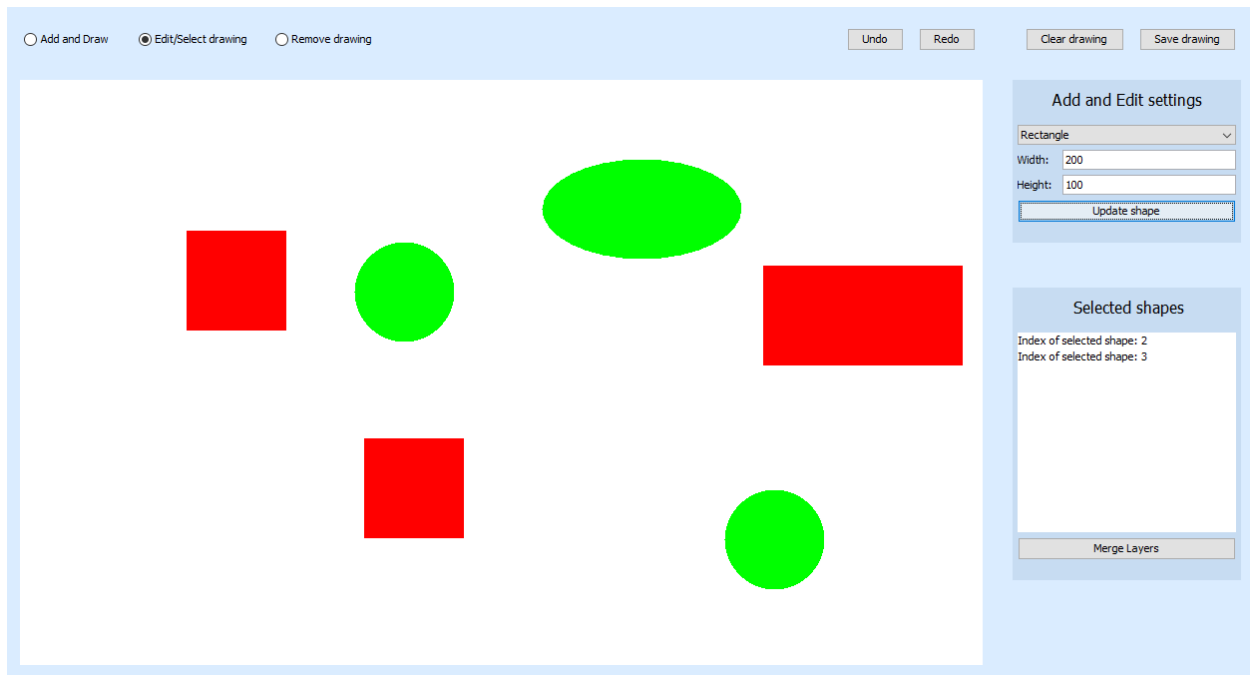 Add and Draw Edit/Select drawing Remove drawing Undo Redo Clear drawing Save drawing
Add and Edit settings
Rectangle
Width: 200
Height: 100
Update shape
Selected shapes
Index of selected shape: 2
Index of selected shape: 3
Merge Layers